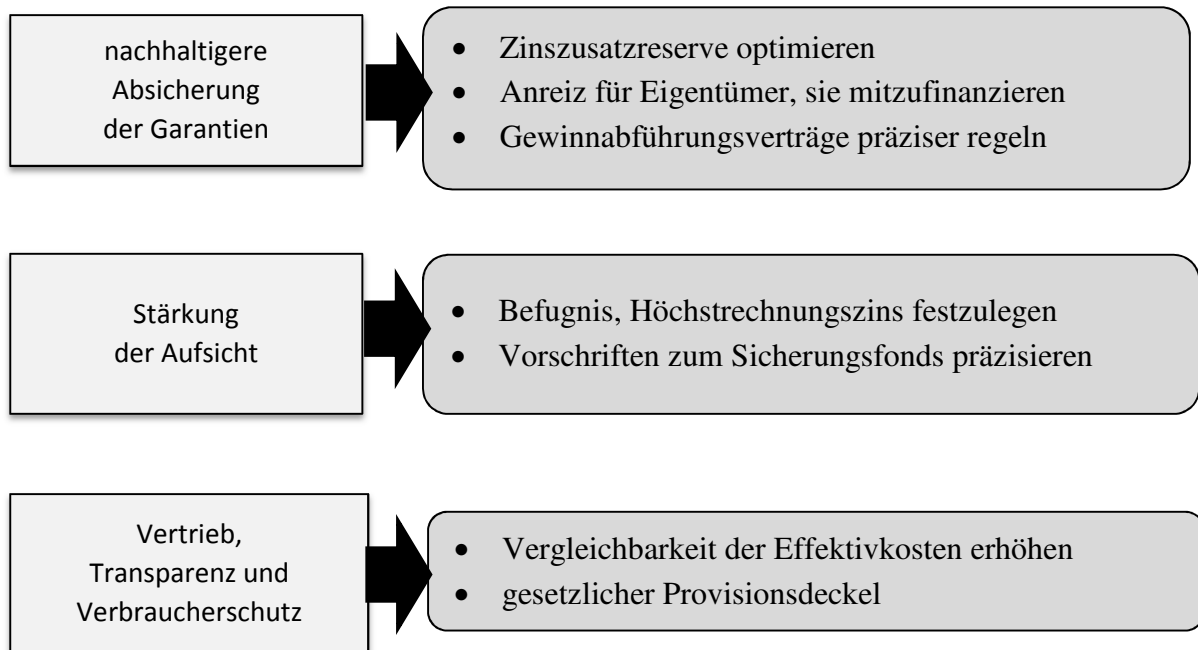 nachhaltigere
Absicherung
der Garantien
• Zinszusatzreserve optimieren
• Anreiz für Eigentümer, sie mitzufinanzieren
• Gewinnabführungsverträge präziser regeln
Stärkung
der Aufsicht
• Befugnis, Höchstrechnungszins festzulegen
• Vorschriften zum Sicherungsfonds präzisieren
Vertrieb,
Transparenz und
Verbraucherschutz
• Vergleichbarkeit der Effektivkosten erhöhen
• gesetzlicher Provisionsdeckel